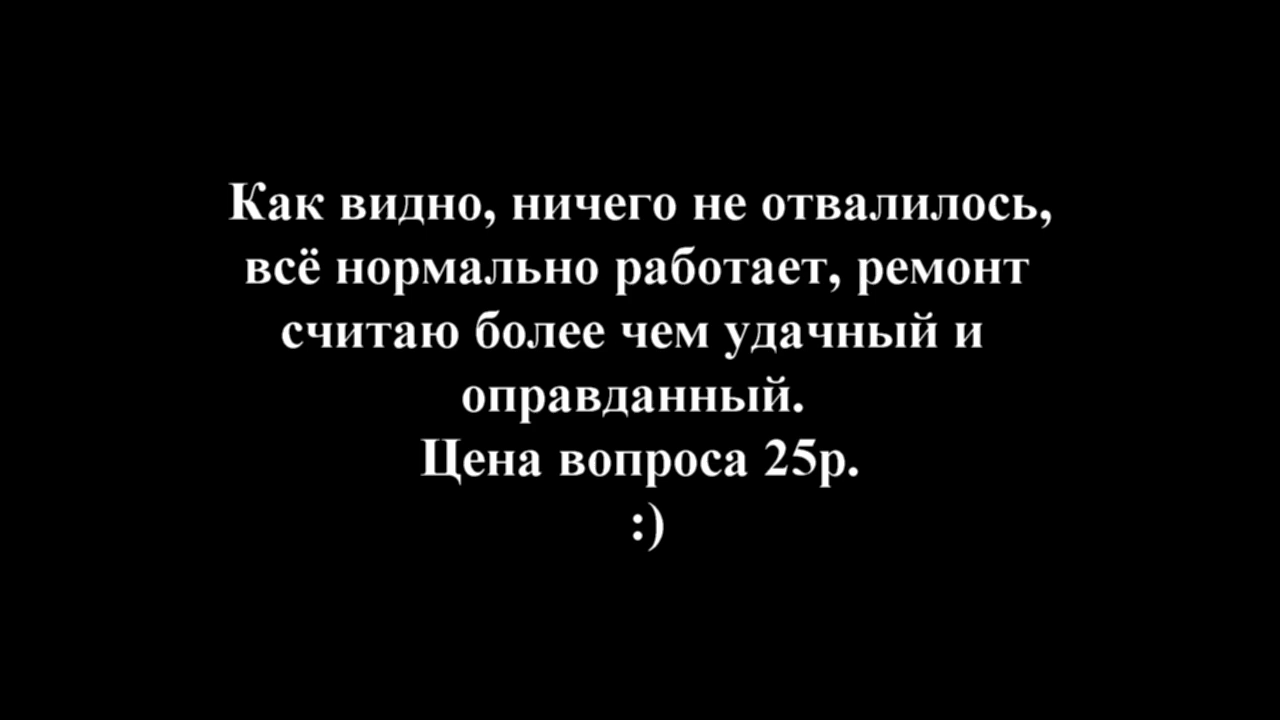 Как видно, ничего не отвалилось,
всё нормально работает, ремонт
считаю более чем удачный и
оправданный.
Цена вопроса 25р.
:)